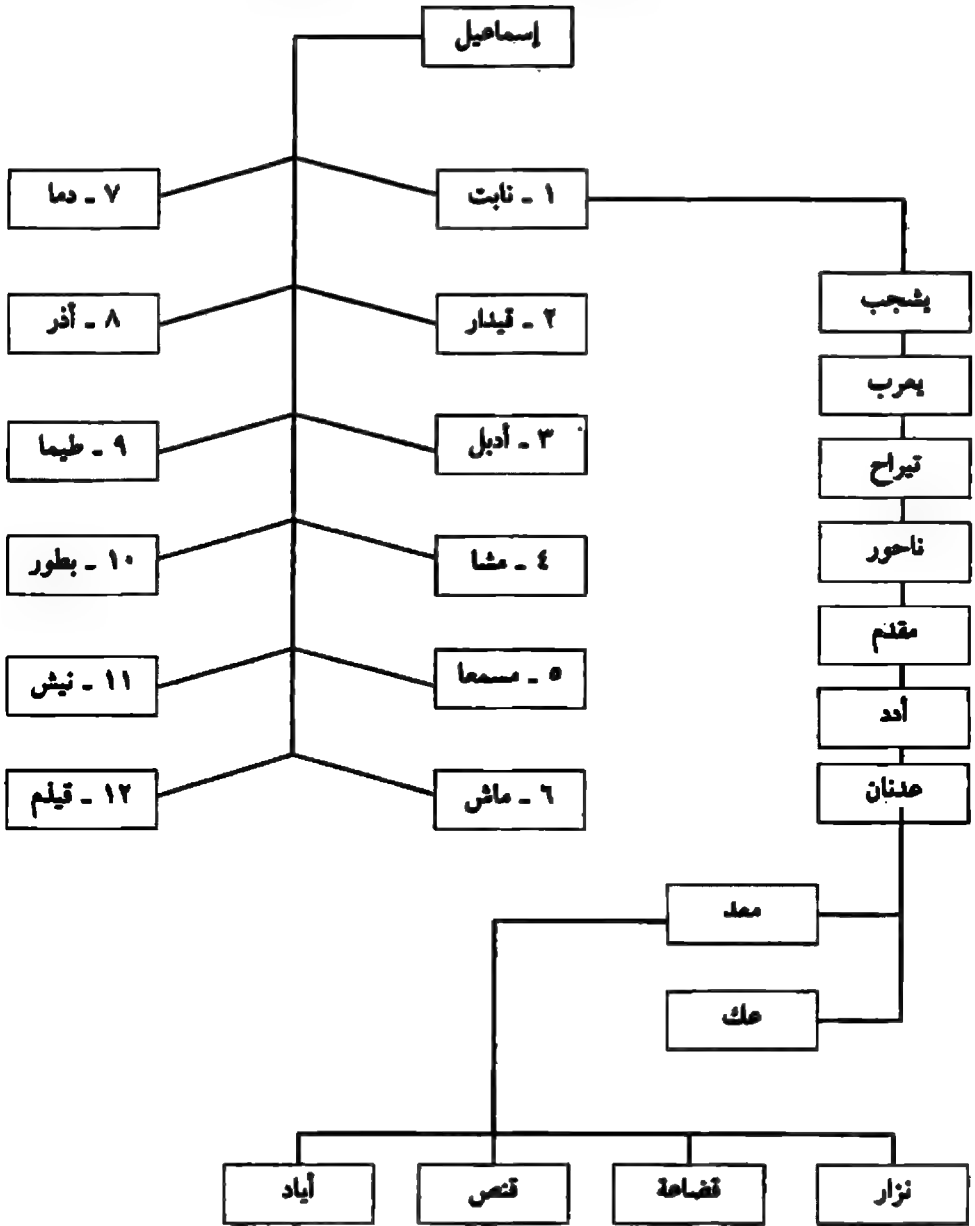 إسماعيل
١ - نابت
٧ - دما
يشجب
٢ - قيدار
٨ - أذر
يعرب
٣ - أدبل
٩ - طيما
تيراح
ناحور
٤ - مشا
١٠ - بطور
مقدم
٥ - مسمعا
١١ - نيش
أدد
عدنان
٦ - ماش
١٢ - قيذم
معد
عك
نزار
قضاعة
قنص
أياد